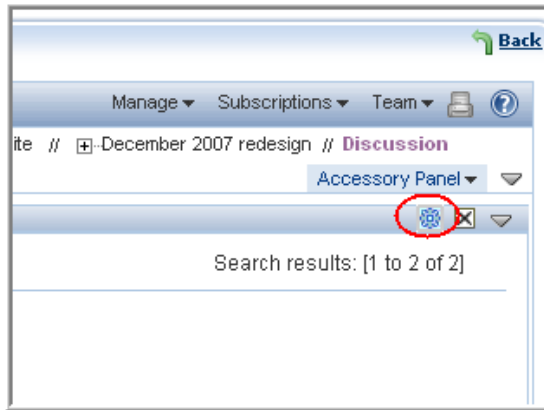 Back
Manage Subscriptions Team
ite // December 2007 redesign // Discussion
Accessory Panel
Search results: [1 to 2 of 2]